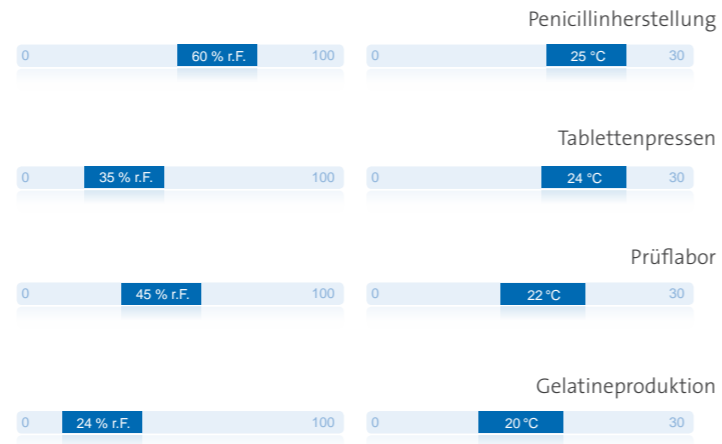 Penicillinherstellung
0 60 % r.F. 100 0 25 °C 30
Tablettenpressen
0 35 % r.F. 100 0 24 °C 30
Prüflabor
0 45 % r.F. 100 0 22 °C 30
Gelatineproduktion
0 24 % r.F. 100 0 20 °C 30